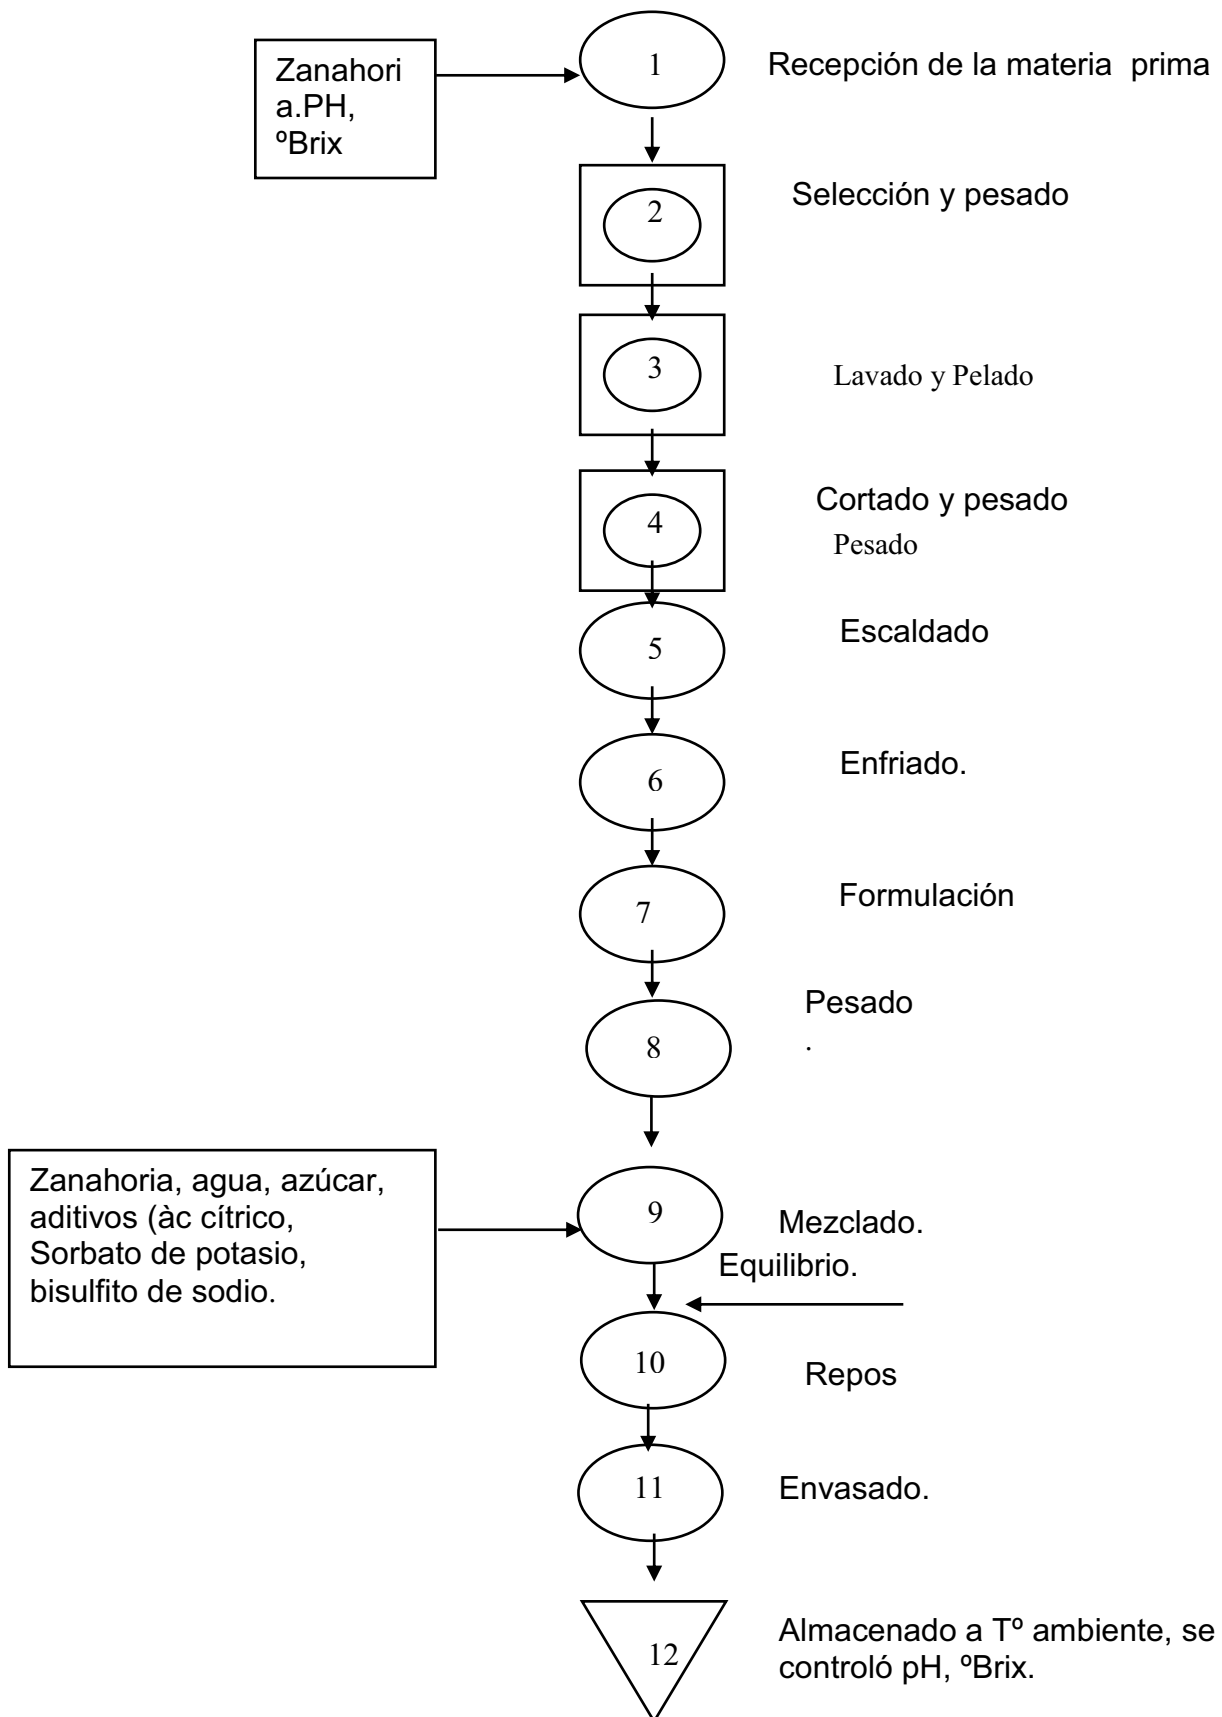 Zanahori
a.PH,
ºBrix
1
Recepción de la materia prima
2
Selección y pesado
3
Lavado y Pelado
4
Cortado y pesado
Pesado
5
Escaldado
6
Enfriado.
7
Formulación
8
Pesado
.
Zanahoria, agua, azúcar,
aditivos (àc cítrico,
Sorbato de potasio,
bisulfito de sodio.
9
Mezclado.
Equilibrio.
10
Repos
11
Envasado.
12
Almacenado a Tº ambiente, se
controló pH, ºBrix.